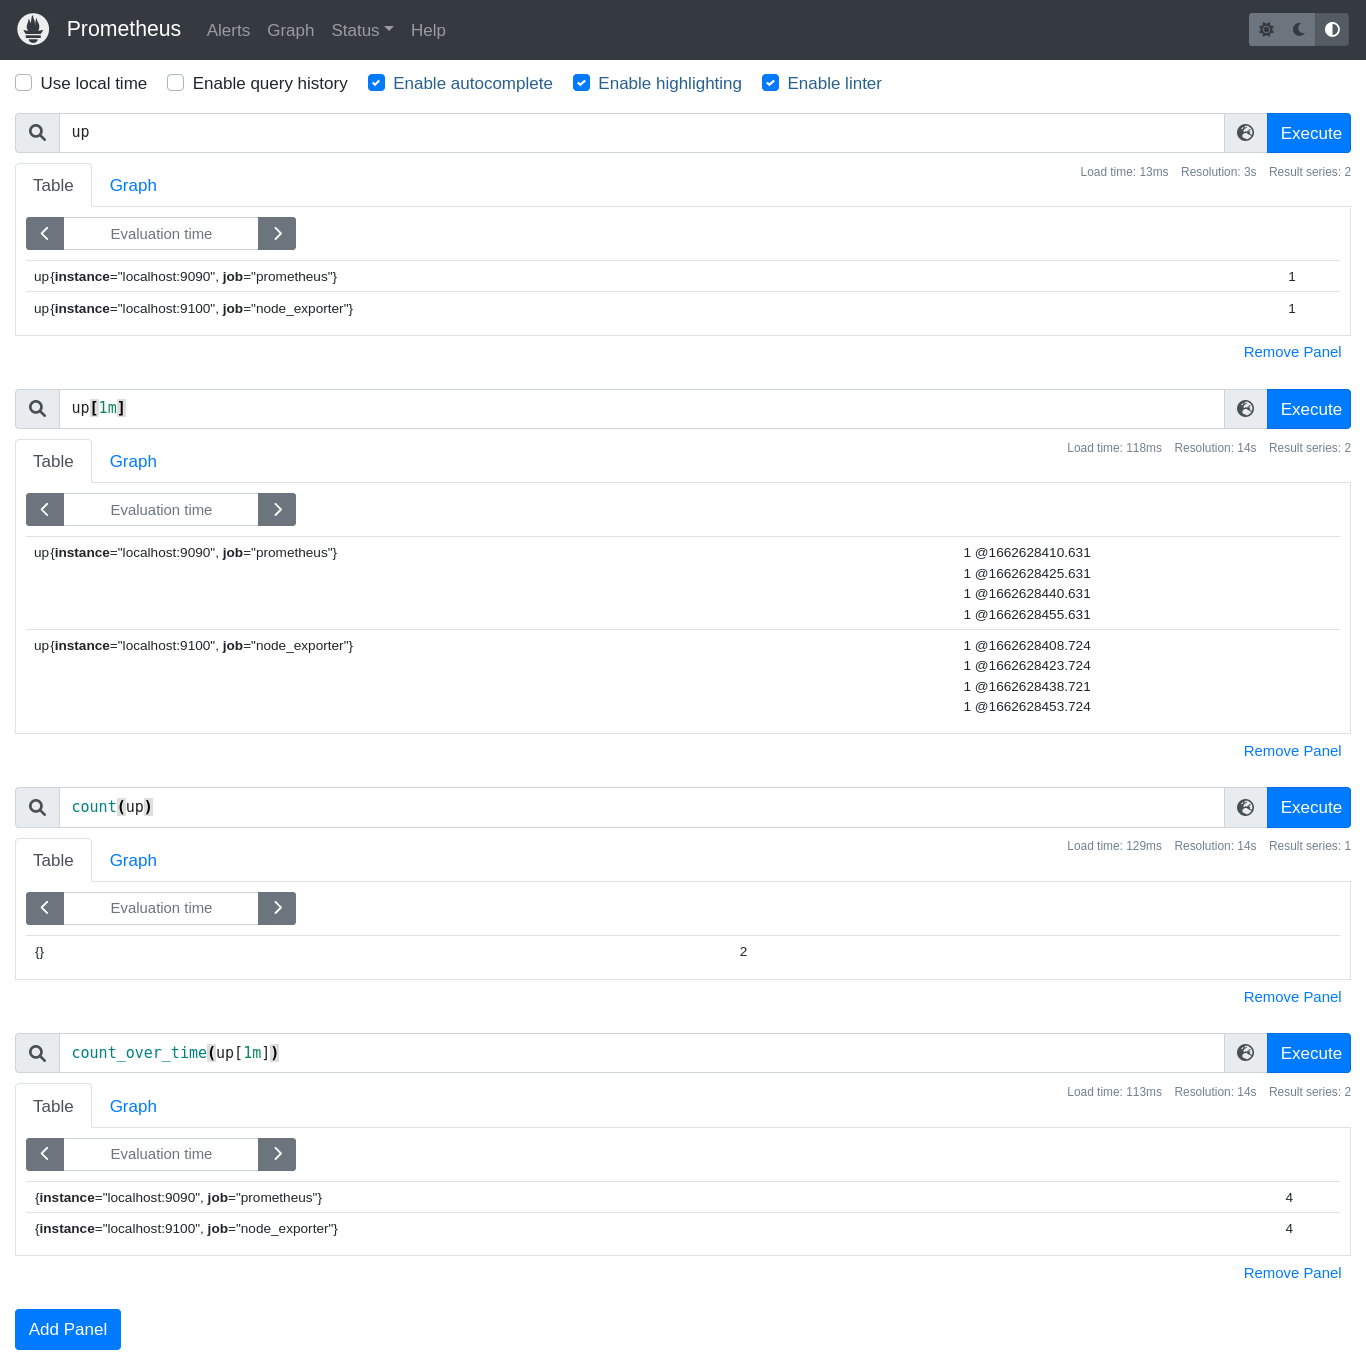 Prometheus Alerts Graph Status Help
Use local time Enable query history Enable autocomplete Enable highlighting Enable linter
up Execute
Table Graph Load time: 13ms Resolution: 3s Result series: 2
Evaluation time
up{instance="localhost:9090", job="prometheus"} 1
up{instance="localhost:9100", job="node_exporter"} 1
Remove Panel
up[1m] Execute
Table Graph Load time: 118ms Resolution: 14s Result series: 2
Evaluation time
up{instance="localhost:9090", job="prometheus"} 1 @1662628410.631
1 @1662628425.631
1 @1662628440.631
1 @1662628455.631
up{instance="localhost:9100", job="node_exporter"} 1 @1662628408.724
1 @1662628423.724
1 @1662628438.721
1 @1662628453.724
Remove Panel
count(up) Execute
Table Graph Load time: 129ms Resolution: 14s Result series: 1
Evaluation time
{} 2
Remove Panel
count_over_time(up[1m]) Execute
Table Graph Load time: 113ms Resolution: 14s Result series: 2
Evaluation time
{instance="localhost:9090", job="prometheus"} 4
{instance="localhost:9100", job="node_exporter"} 4
Remove Panel
Add Panel